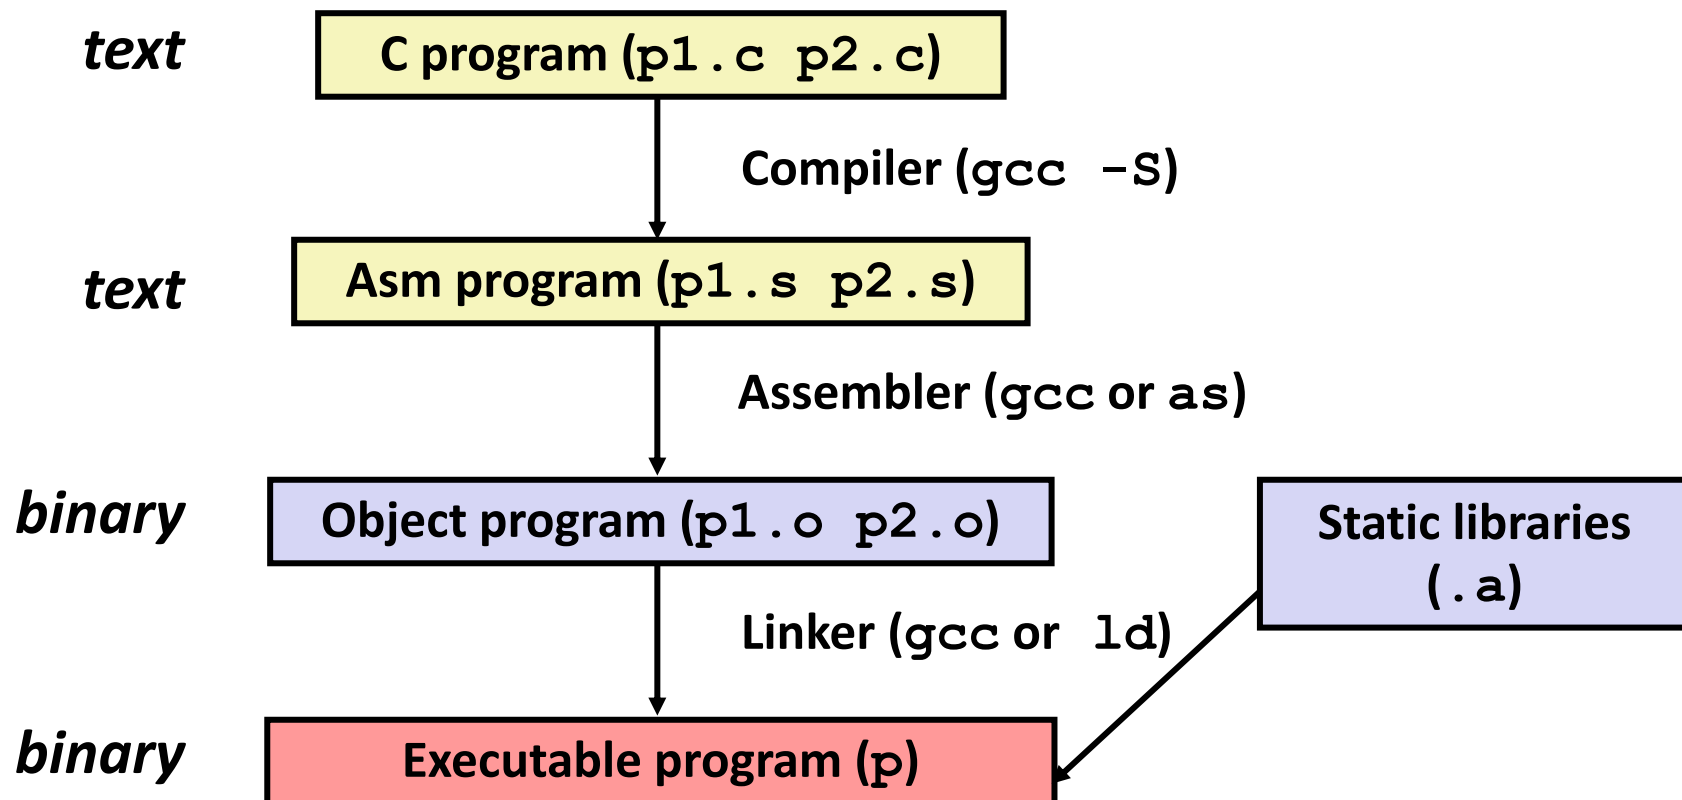 text
C program (p1.c p2.c)
Compiler (gcc -S)
text
Asm program (p1.s p2.s)
Assembler (gcc or as)
binary
Object program (p1.o p2.o)
Static libraries
(.a)
Linker (gcc or ld)
binary
Executable program (p)